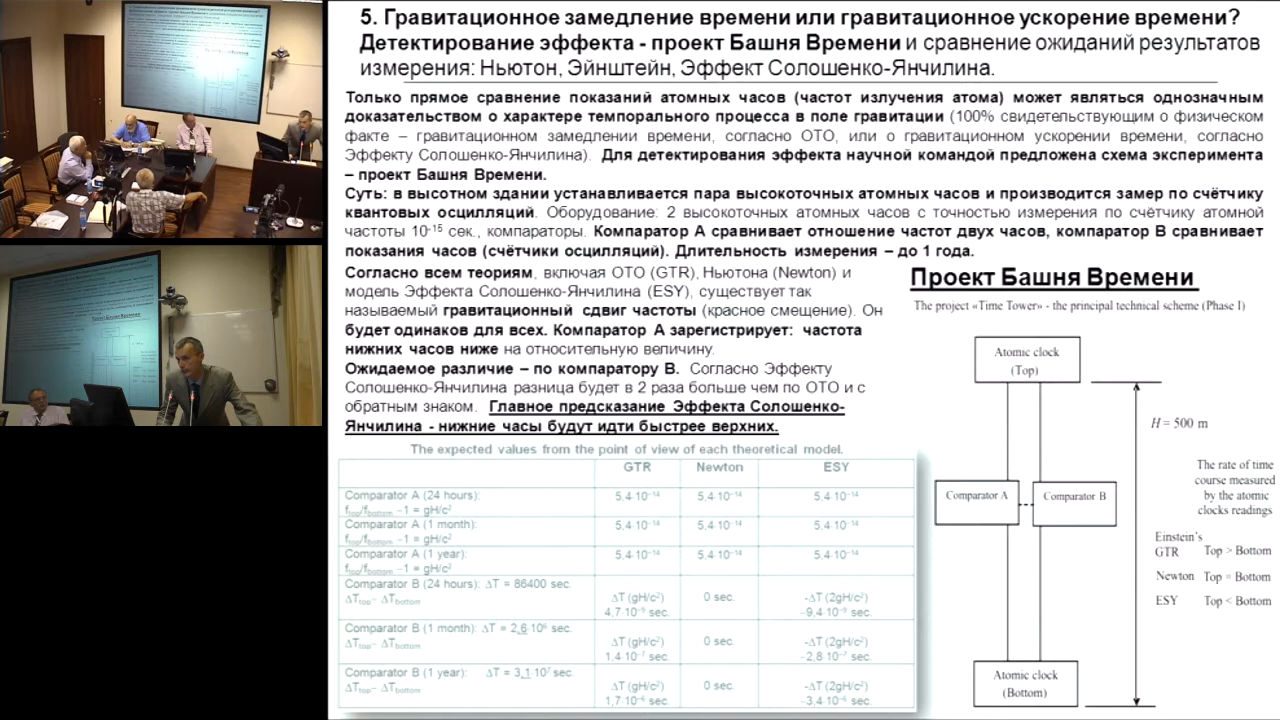 5. Гравитационное замедление времени или гравитационное ускорение времени?
Детектирование эффекта - проект Башня Времени и сравнение ожиданий результатов
измерения: Ньютон, Эйнштейн, Эффект Солошенко-Янчилина.
Только прямое сравнение показаний атомных часов (частот излучения атома) может являться однозначным
доказательством о характере темпорального процесса в поле гравитации (100% свидетельствующим о физическом
факте – гравитационном замедлении времени, согласно ОТО, или о гравитационном ускорении времени, согласно
Эффекту Солошенко-Янчилина). Для детектирования эффекта научной командой предложена схема эксперимента
– проект Башня Времени.
Суть: в высотном здании устанавливается пара высокоточных атомных часов и производится замер по счётчику
квантовых осциляций. Оборудование: 2 высокоточных атомных часов с точностью измерения по счётчику атомной
частоты 10⁻¹⁵ сек., компараторы. Компаратор А сравнивает отношение частот двух часов, компаратор В сравнивает
показания часов (счётчики осцилляций). Длительность измерения – до 1 года.
Согласно всем теориям, включая ОТО (GTR), Ньютона (Newton) и
модель Эффекта Солошенко-Янчилина (ESY), существует так
называемый гравитационный сдвиг частоты (красное смещение). Он
будет одинаков для всех. Компаратор А зарегистрирует: частота
нижних часов ниже на относительную величину.
Ожидаемое различие – по компаратору В. Согласно Эффекту
Солошенко-Янчилина разница будет в 2 раза больше чем по ОТО и с
обратным знаком. Главное предсказание Эффекта Солошенко-
Янчилина - нижние часы будут идти быстрее верхних.
The expected values from the point of view of each theoretical model.
GTR Newton ESY
Comparator A (24 hours): 5,4·10⁻¹⁴ 5,4·10⁻¹⁴ 5,4·10⁻¹⁴
f_top/f_bottom −1 = gH/c²
Comparator A (1 month): 5,4·10⁻¹⁴ 5,4·10⁻¹⁴ 5,4·10⁻¹⁴
f_top/f_bottom −1 = gH/c²
Comparator A (1 year): 5,4·10⁻¹⁴ 5,4·10⁻¹⁴ 5,4·10⁻¹⁴
f_top/f_bottom −1 = gH/c²
Comparator B (24 hours): ΔT = 86400 sec.
ΔT_top− ΔT_bottom ΔT (gH/c²) 0 sec. -ΔT (2gH/c²)
4,7·10⁻⁹ sec. −9,4·10⁻⁹ sec.
Comparator B (1 month): ΔT = 2,6·10⁶ sec.
ΔT_top− ΔT_bottom ΔT (gH/c²) 0 sec. -ΔT (2gH/c²)
1,4·10⁻⁷ sec. −2,8·10⁻⁷ sec.
Comparator B (1 year): ΔT = 3,1·10⁷ sec.
ΔT_top− ΔT_bottom ΔT (gH/c²) 0 sec. -ΔT (2gH/c²)
1,7·10⁻⁶ sec. −3,4·10⁻⁶ sec.
Проект Башня Времени
The project «Time Tower» - the principal technical scheme (Phase I)
Atomic clock
(Top)
H = 500 m
The rate of time
course measured
by the atomic
clocks readings
Comparator A
Comparator B
Einstein's
GTR Top > Bottom
Newton Top = Bottom
ESY Top < Bottom
Atomic clock
(Bottom)